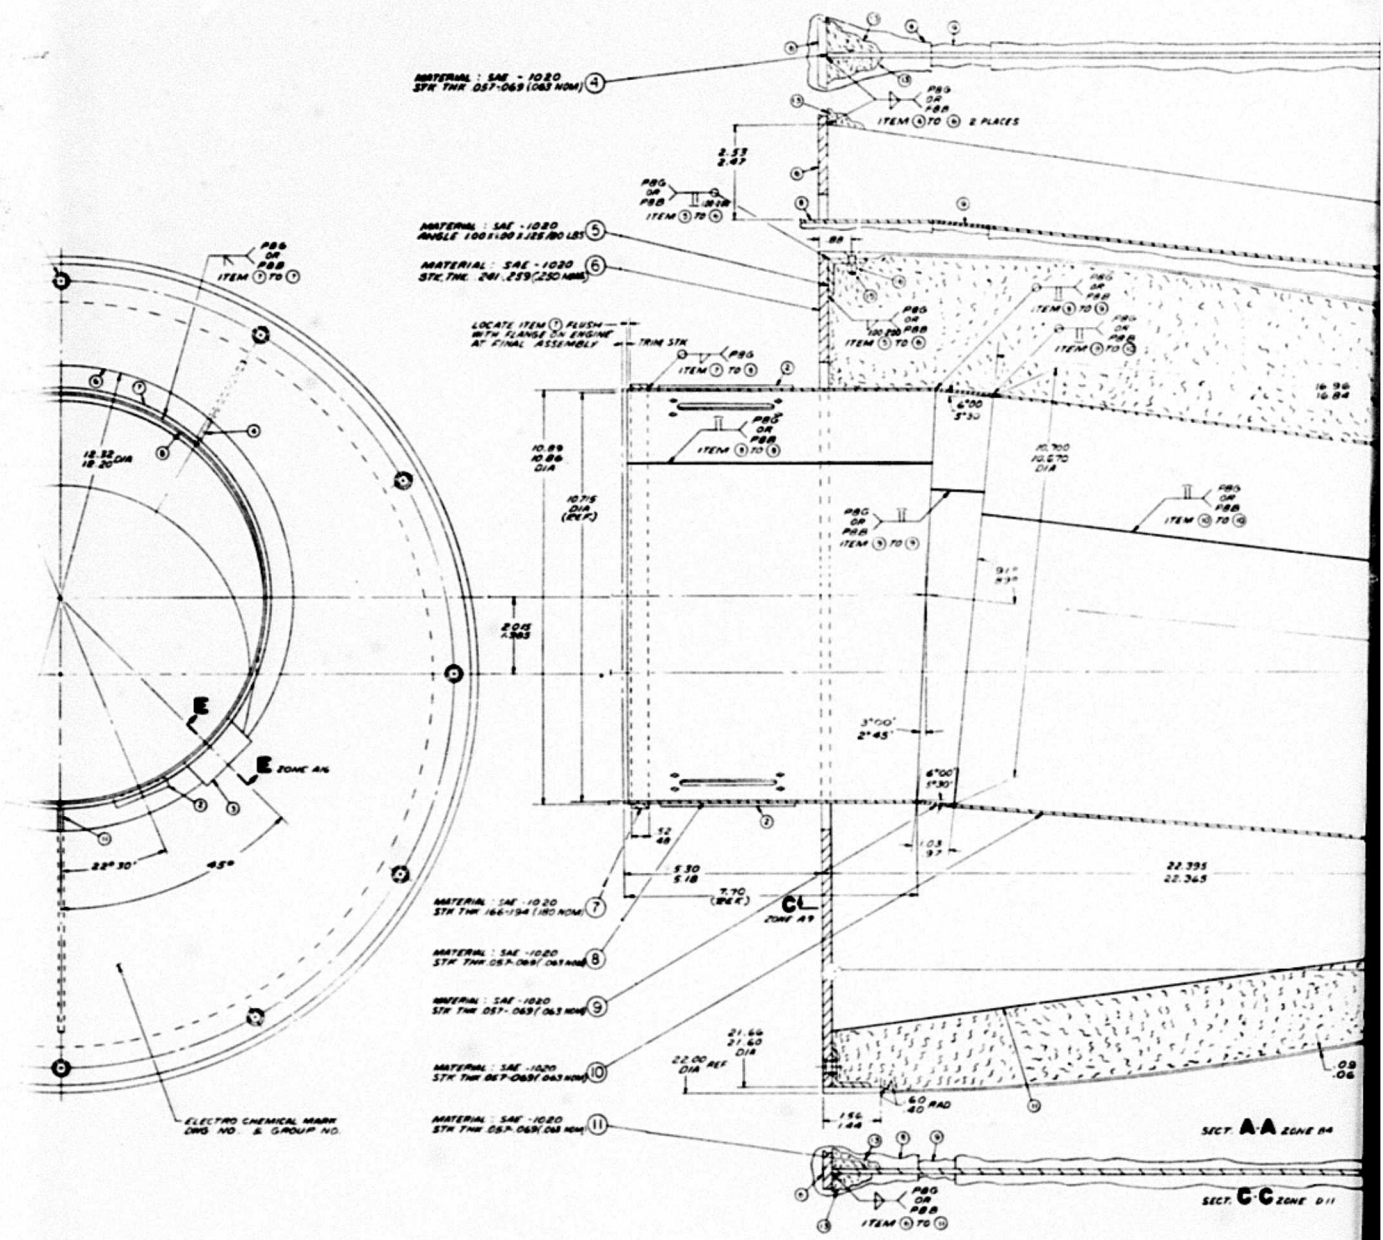 MATERIAL : SAE - 1020
STK THK .057-.069 (.063 NOM) 4
PBG
OR
PBB
ITEM 4 TO 6 2 PLACES
2.53
2.47
PBG
OR
PBB
ITEM 5 TO 6
MATERIAL : SAE - 1020
ANGLE 1.00 X 1.00 X .125/.80 LBS 5
MATERIAL : SAE - 1020
STK. THK. .241-.259 (.250 NOM) 6
.88
PBG
OR
PBB
ITEM 7 TO 7
LOCATE ITEM 7 FLUSH
WITH FLANGE ON ENGINE
AT FINAL ASSEMBLY
TRIM STK
PBG
ITEM 7 TO 8
.100-.200
PBG
OR
PBB
ITEM 5 TO 6
PBG
OR
PBB
ITEM 8 TO 9
PBG
OR
PBB
ITEM 9 TO 10
16.96
16.84
6°00'
5°30'
PBG
OR
PBB
ITEM 8 TO 8
12.32
12.20 DIA
10.89
10.86
DIA
10.715
DIA
(REF.)
10.700
10.670
DIA
PBG
OR
PBB
ITEM 9 TO 9
PBG
OR
PBB
ITEM 10 TO 10
91°
89°
2.015
1.985
3°00'
2°45'
6°00'
5°30'
E
E ZONE A16
22°30'
45°
.52
.48
1.03
.97
5.30
5.18
7.70
(REF.)
22.395
22.365
C
ZONE A9
MATERIAL : SAE - 1020
STK THK .166-.194 (.180 NOM) 7
MATERIAL : SAE - 1020
STK THK .057-.069 (.063 NOM) 8
MATERIAL : SAE - 1020
STK THK .057-.069 (.063 NOM) 9
MATERIAL : SAE - 1020
STK THK .057-.069 (.063 NOM) 10
MATERIAL : SAE - 1020
STK THK .057-.069 (.063 NOM) 11
21.66
21.60
DIA
22.00 REF
DIA
.60
.40 RAD
1.56
1.44
.09
.06
ELECTRO CHEMICAL MARK
DWG NO. & GROUP NO.
SECT. A-A ZONE B4
SECT. C-C ZONE D11
PBG
OR
PBB
ITEM 6 TO 11